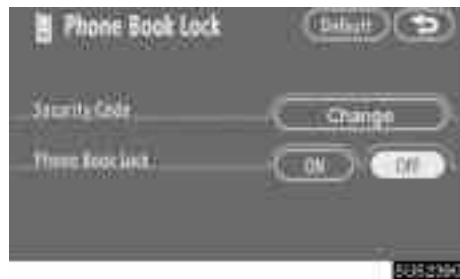 Phone Book Lock Default
Security Code Change
Phone Book Lock ON Off